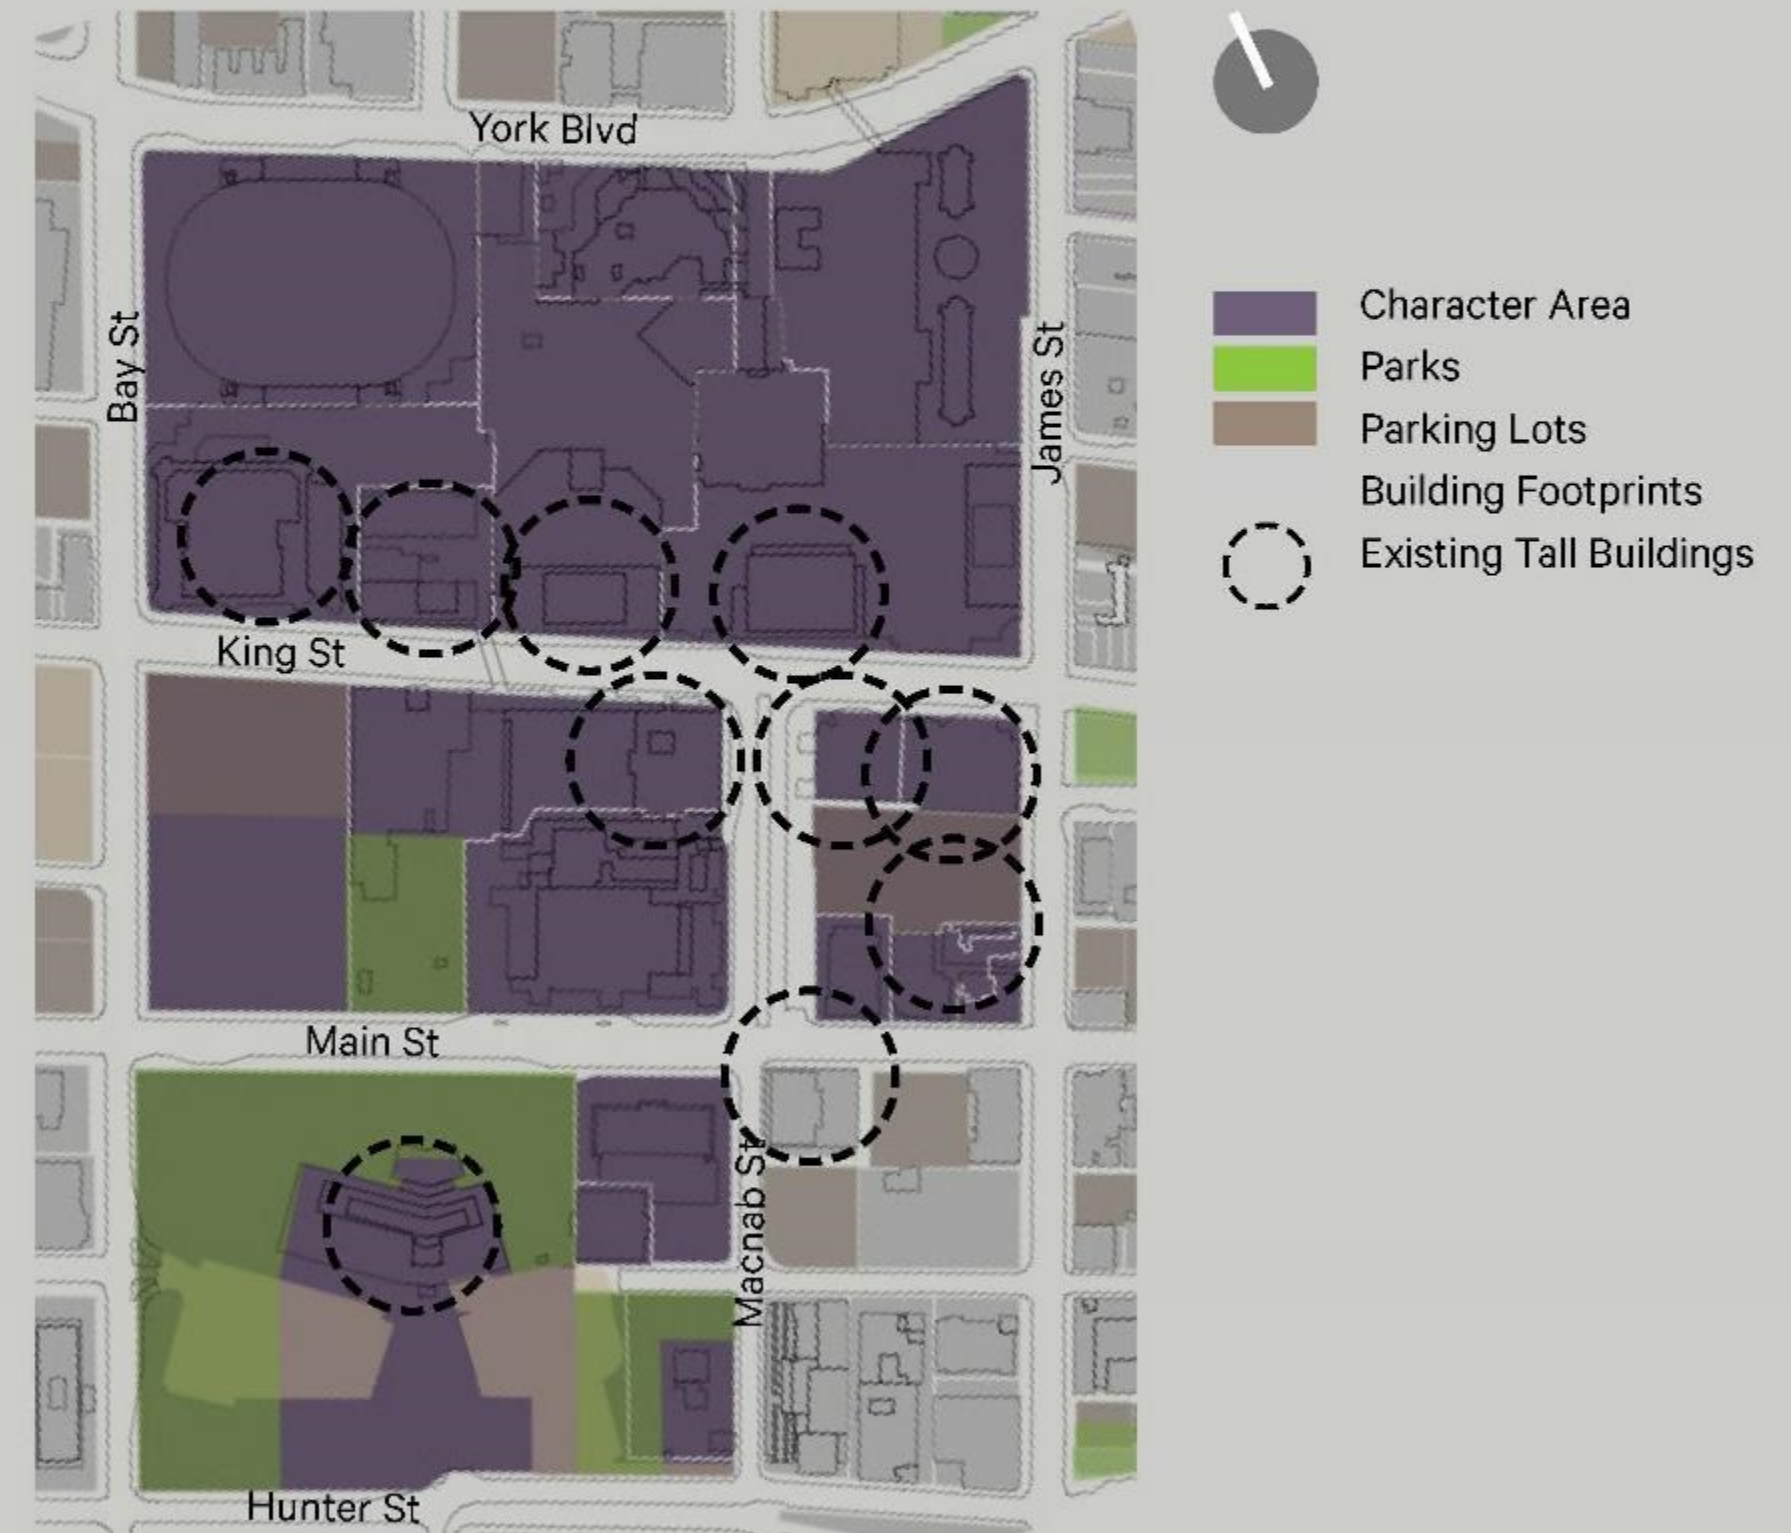 York Blvd
Bay St
James St
King St
Main St
Macnab St
Hunter St
Character Area
Parks
Parking Lots
Building Footprints
Existing Tall Buildings